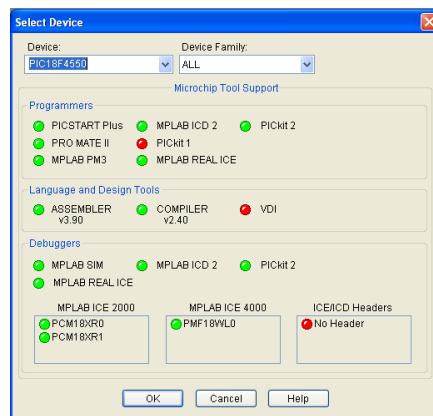 Select Device
Device: Device Family:
PIC18F4550 ALL
Microchip Tool Support
Programmers
PICSTART Plus MPLAB ICD 2 PICkit 2
PRO MATE II PICkit 1
MPLAB PM3 MPLAB REAL ICE
Language and Design Tools
ASSEMBLER COMPILER VDI
v3.90 v2.40
Debuggers
MPLAB SIM MPLAB ICD 2 PICkit 2
MPLAB REAL ICE
MPLAB ICE 2000 MPLAB ICE 4000 ICE/ICD Headers
PCM18XR0 PMF18WL0 No Header
PCM18XR1
OK Cancel Help